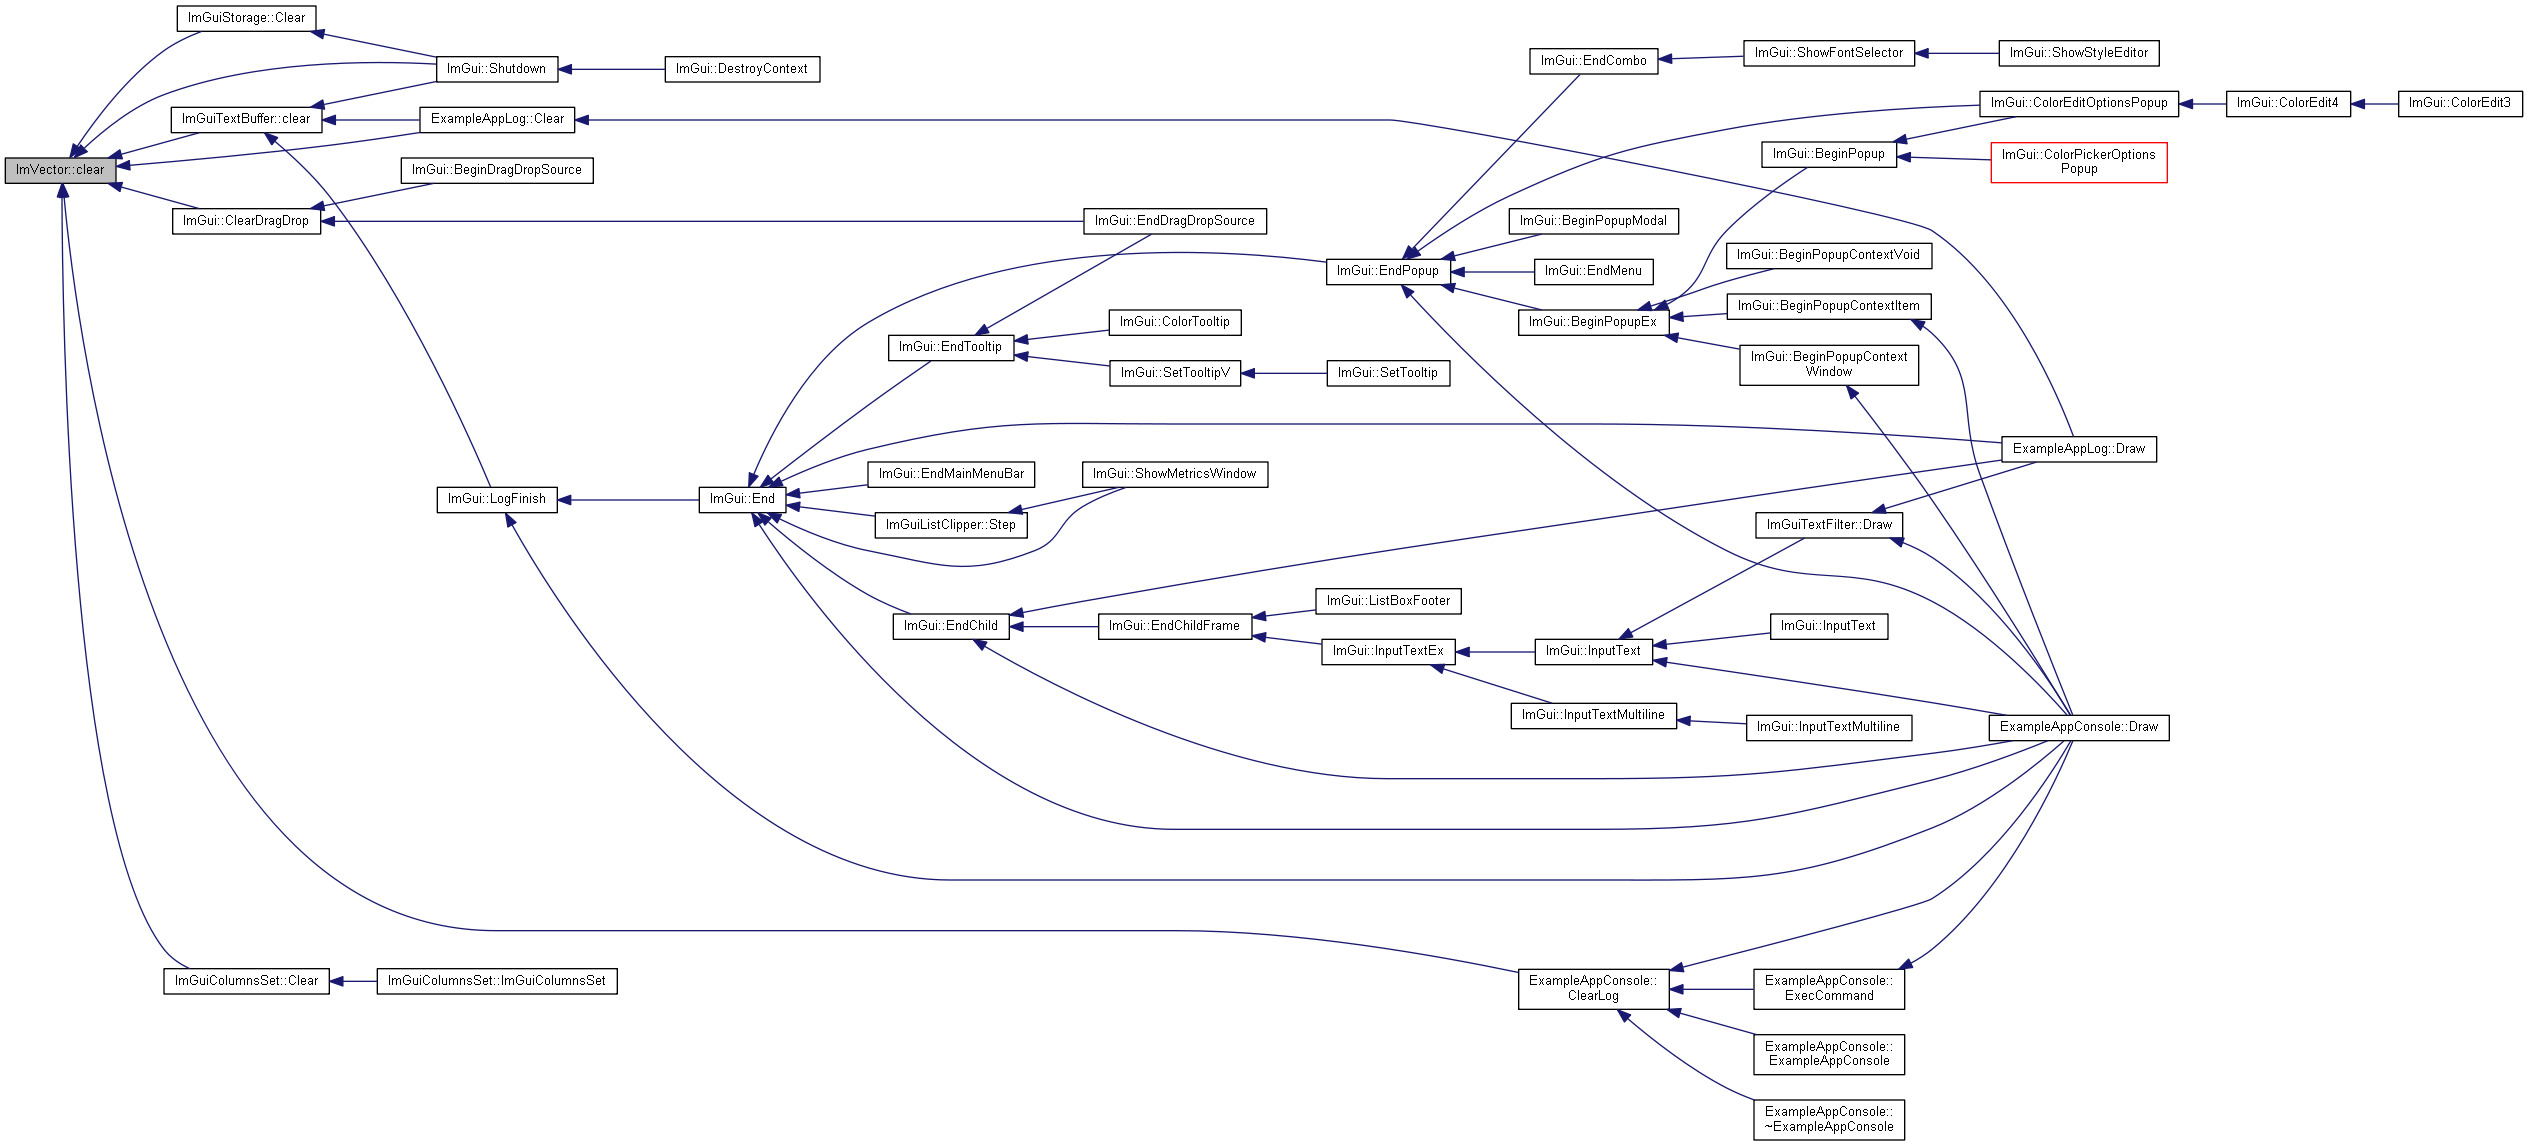 ImGuiStorage::Clear
ImGui::Shutdown
ImGui::DestroyContext
ImGuiTextBuffer::clear
ExampleAppLog::Clear
ImVector::clear
ImGui::BeginDragDropSource
ImGui::ClearDragDrop
ImGui::EndDragDropSource
ImGui::EndCombo
ImGui::ShowFontSelector
ImGui::ShowStyleEditor
ImGui::ColorEditOptionsPopup
ImGui::ColorEdit4
ImGui::ColorEdit3
ImGui::BeginPopup
ImGui::ColorPickerOptions
Popup
ImGui::BeginPopupModal
ImGui::BeginPopupContextVoid
ImGui::EndPopup
ImGui::EndMenu
ImGui::BeginPopupContextItem
ImGui::BeginPopupEx
ImGui::ColorTooltip
ImGui::EndTooltip
ImGui::SetTooltipV
ImGui::SetTooltip
ImGui::BeginPopupContext
Window
ExampleAppLog::Draw
ImGui::EndMainMenuBar
ImGui::ShowMetricsWindow
ImGui::LogFinish
ImGui::End
ImGuiListClipper::Step
ImGuiTextFilter::Draw
ImGui::ListBoxFooter
ImGui::EndChild
ImGui::EndChildFrame
ImGui::InputText
ImGui::InputTextEx
ImGui::InputText
ImGui::InputTextMultiline
ImGui::InputTextMultiline
ExampleAppConsole::Draw
ImGuiColumnsSet::Clear
ImGuiColumnsSet::ImGuiColumnsSet
ExampleAppConsole::
ClearLog
ExampleAppConsole::
ExecCommand
ExampleAppConsole::
ExampleAppConsole
ExampleAppConsole::
~ExampleAppConsole